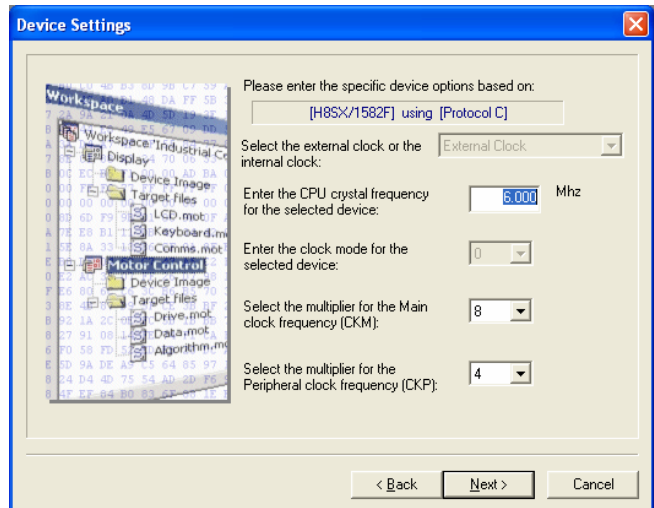 Device Settings
Please enter the specific device options based on:
[H8SX/1582F] using [Protocol C]
Select the external clock or the
internal clock:
External Clock
Enter the CPU crystal frequency
for the selected device:
6.000
Mhz
Enter the clock mode for the
selected device:
0
Select the multiplier for the Main
clock frequency (CKM):
8
Select the multiplier for the
Peripheral clock frequency (CKP):
4
Workspace
Workspace 'Industrial Co
Display
Device Image
Target files
LCD.mot
Keyboard.m
Comms.mot
Motor Control
Device Image
Target files
Drive.mot
Data.mot
Algorithm.mo
< Back
Next >
Cancel